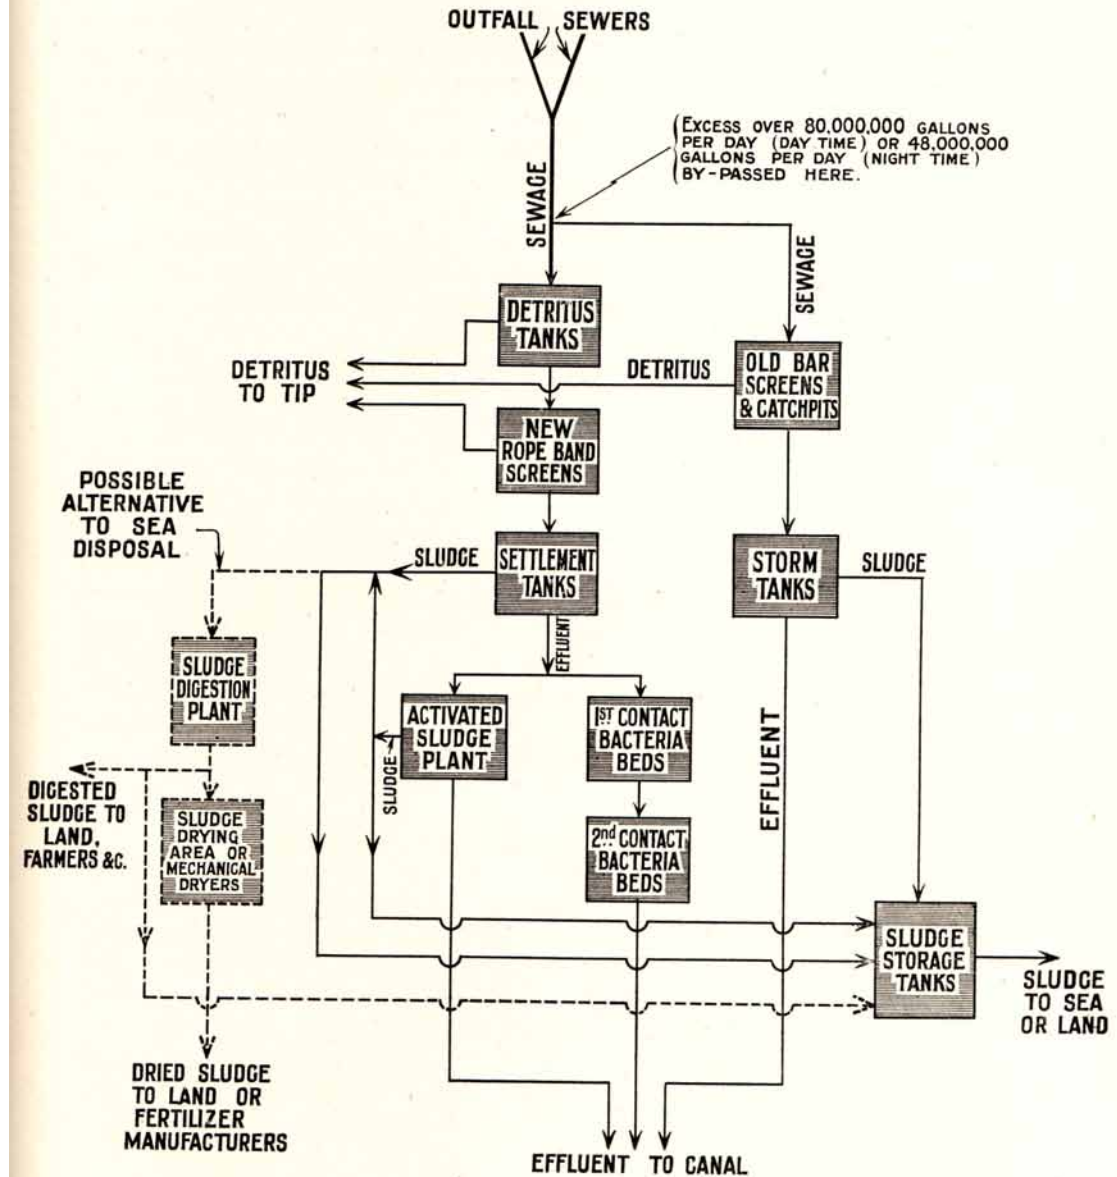 OUTFALL SEWERS
EXCESS OVER 80,000,000 GALLONS
PER DAY (DAY TIME) OR 48,000,000
GALLONS PER DAY (NIGHT TIME)
BY-PASSED HERE.
SEWAGE
SEWAGE
DETRITUS
TANKS
DETRITUS
TO TIP
DETRITUS
OLD BAR
SCREENS
& CATCHPITS
NEW
ROPE BAND
SCREENS
POSSIBLE
ALTERNATIVE
TO SEA
DISPOSAL
SLUDGE
SETTLEMENT
TANKS
STORM
TANKS
SLUDGE
EFFLUENT
SLUDGE
DIGESTION
PLANT
ACTIVATED
SLUDGE
PLANT
SLUDGE
1ST CONTACT
BACTERIA
BEDS
EFFLUENT
DIGESTED
SLUDGE TO
LAND,
FARMERS &C.
SLUDGE
DRYING
AREA OR
MECHANICAL
DRYERS
2nd CONTACT
BACTERIA
BEDS
SLUDGE
STORAGE
TANKS
SLUDGE
TO SEA
OR LAND
DRIED SLUDGE
TO LAND OR
FERTILIZER
MANUFACTURERS
EFFLUENT TO CANAL